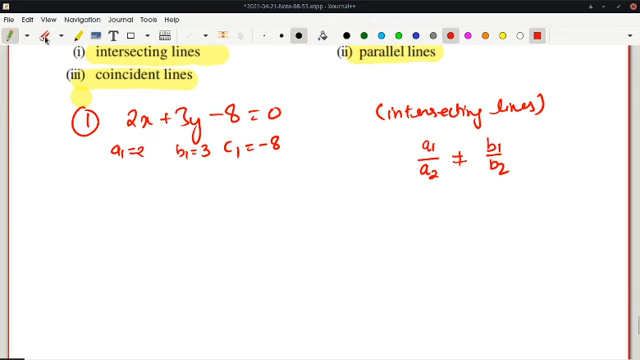 *2021-04-21-Note-08-53.xopp - Xournal++
File Edit View Navigation Journal Tools Plugin Help
(i) intersecting lines (ii) parallel lines
(iii) coincident lines
① 2x + 3y - 8 = 0 (intersecting lines)
a₁ = 2 b₁ = 3 C₁ = -8 a₁/a₂ ≠ b₁/b₂